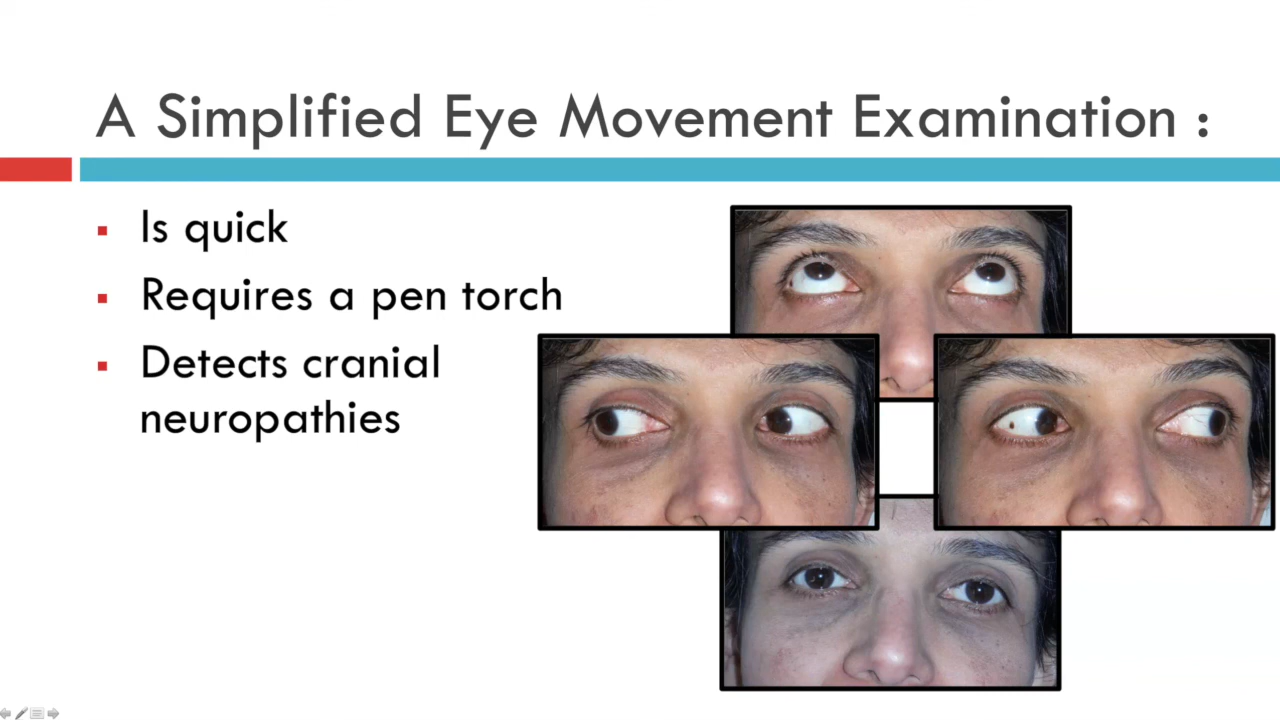 A Simplified Eye Movement Examination :
Is quick
Requires a pen torch
Detects cranial
neuropathies